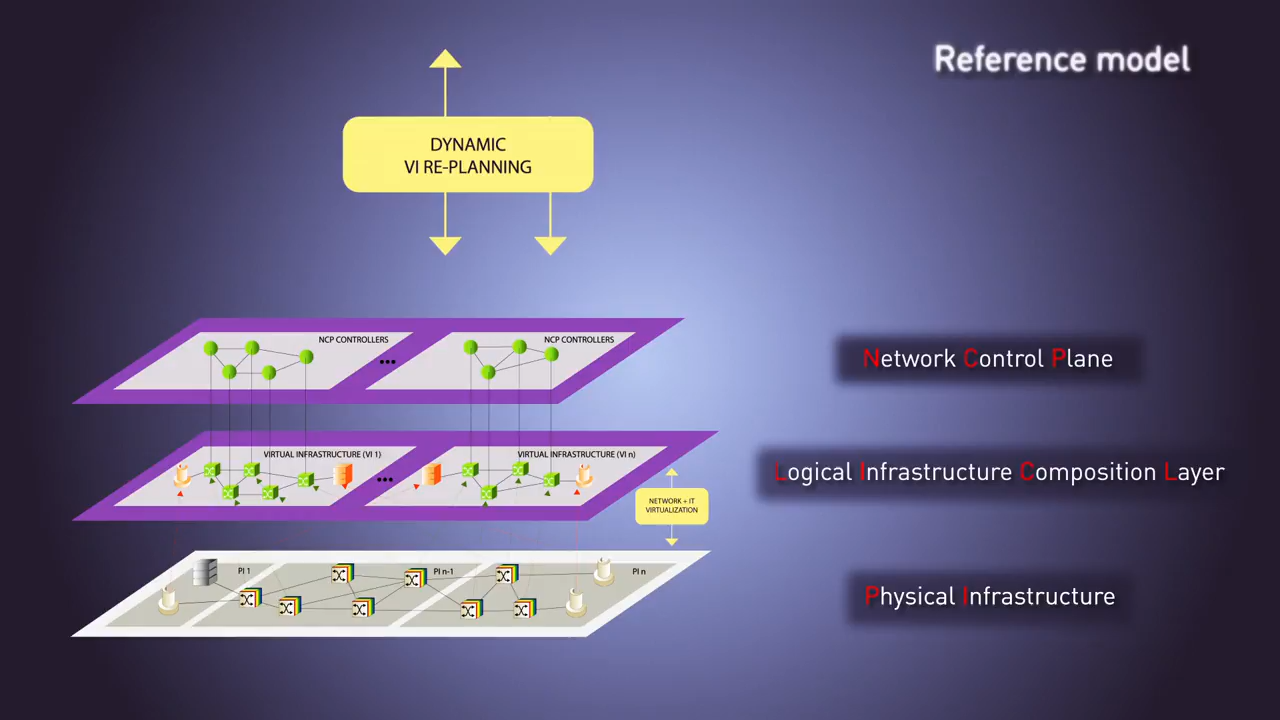 Reference model
DYNAMIC
VI RE-PLANNING
NCP CONTROLLERS
NCP CONTROLLERS
Network Control Plane
VIRTUAL INFRASTRUCTURE (VI 1)
VIRTUAL INFRASTRUCTURE (VI n)
Logical Infrastructure Composition Layer
NETWORK + IT
VIRTUALIZATION
PI 1
PI n-1
PI n
Physical Infrastructure